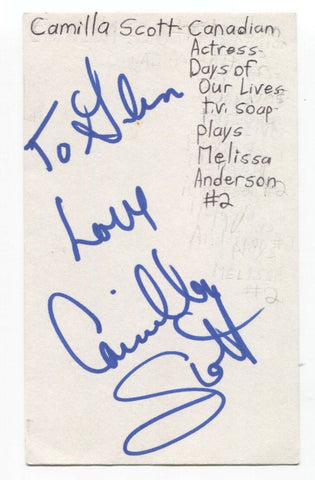 Camilla Scott Canadian
Actress-
Days of
Our Lives-
t.v. soap-
plays
Melissa
Anderson
#2
To Glen
Love
Camilla
Scott